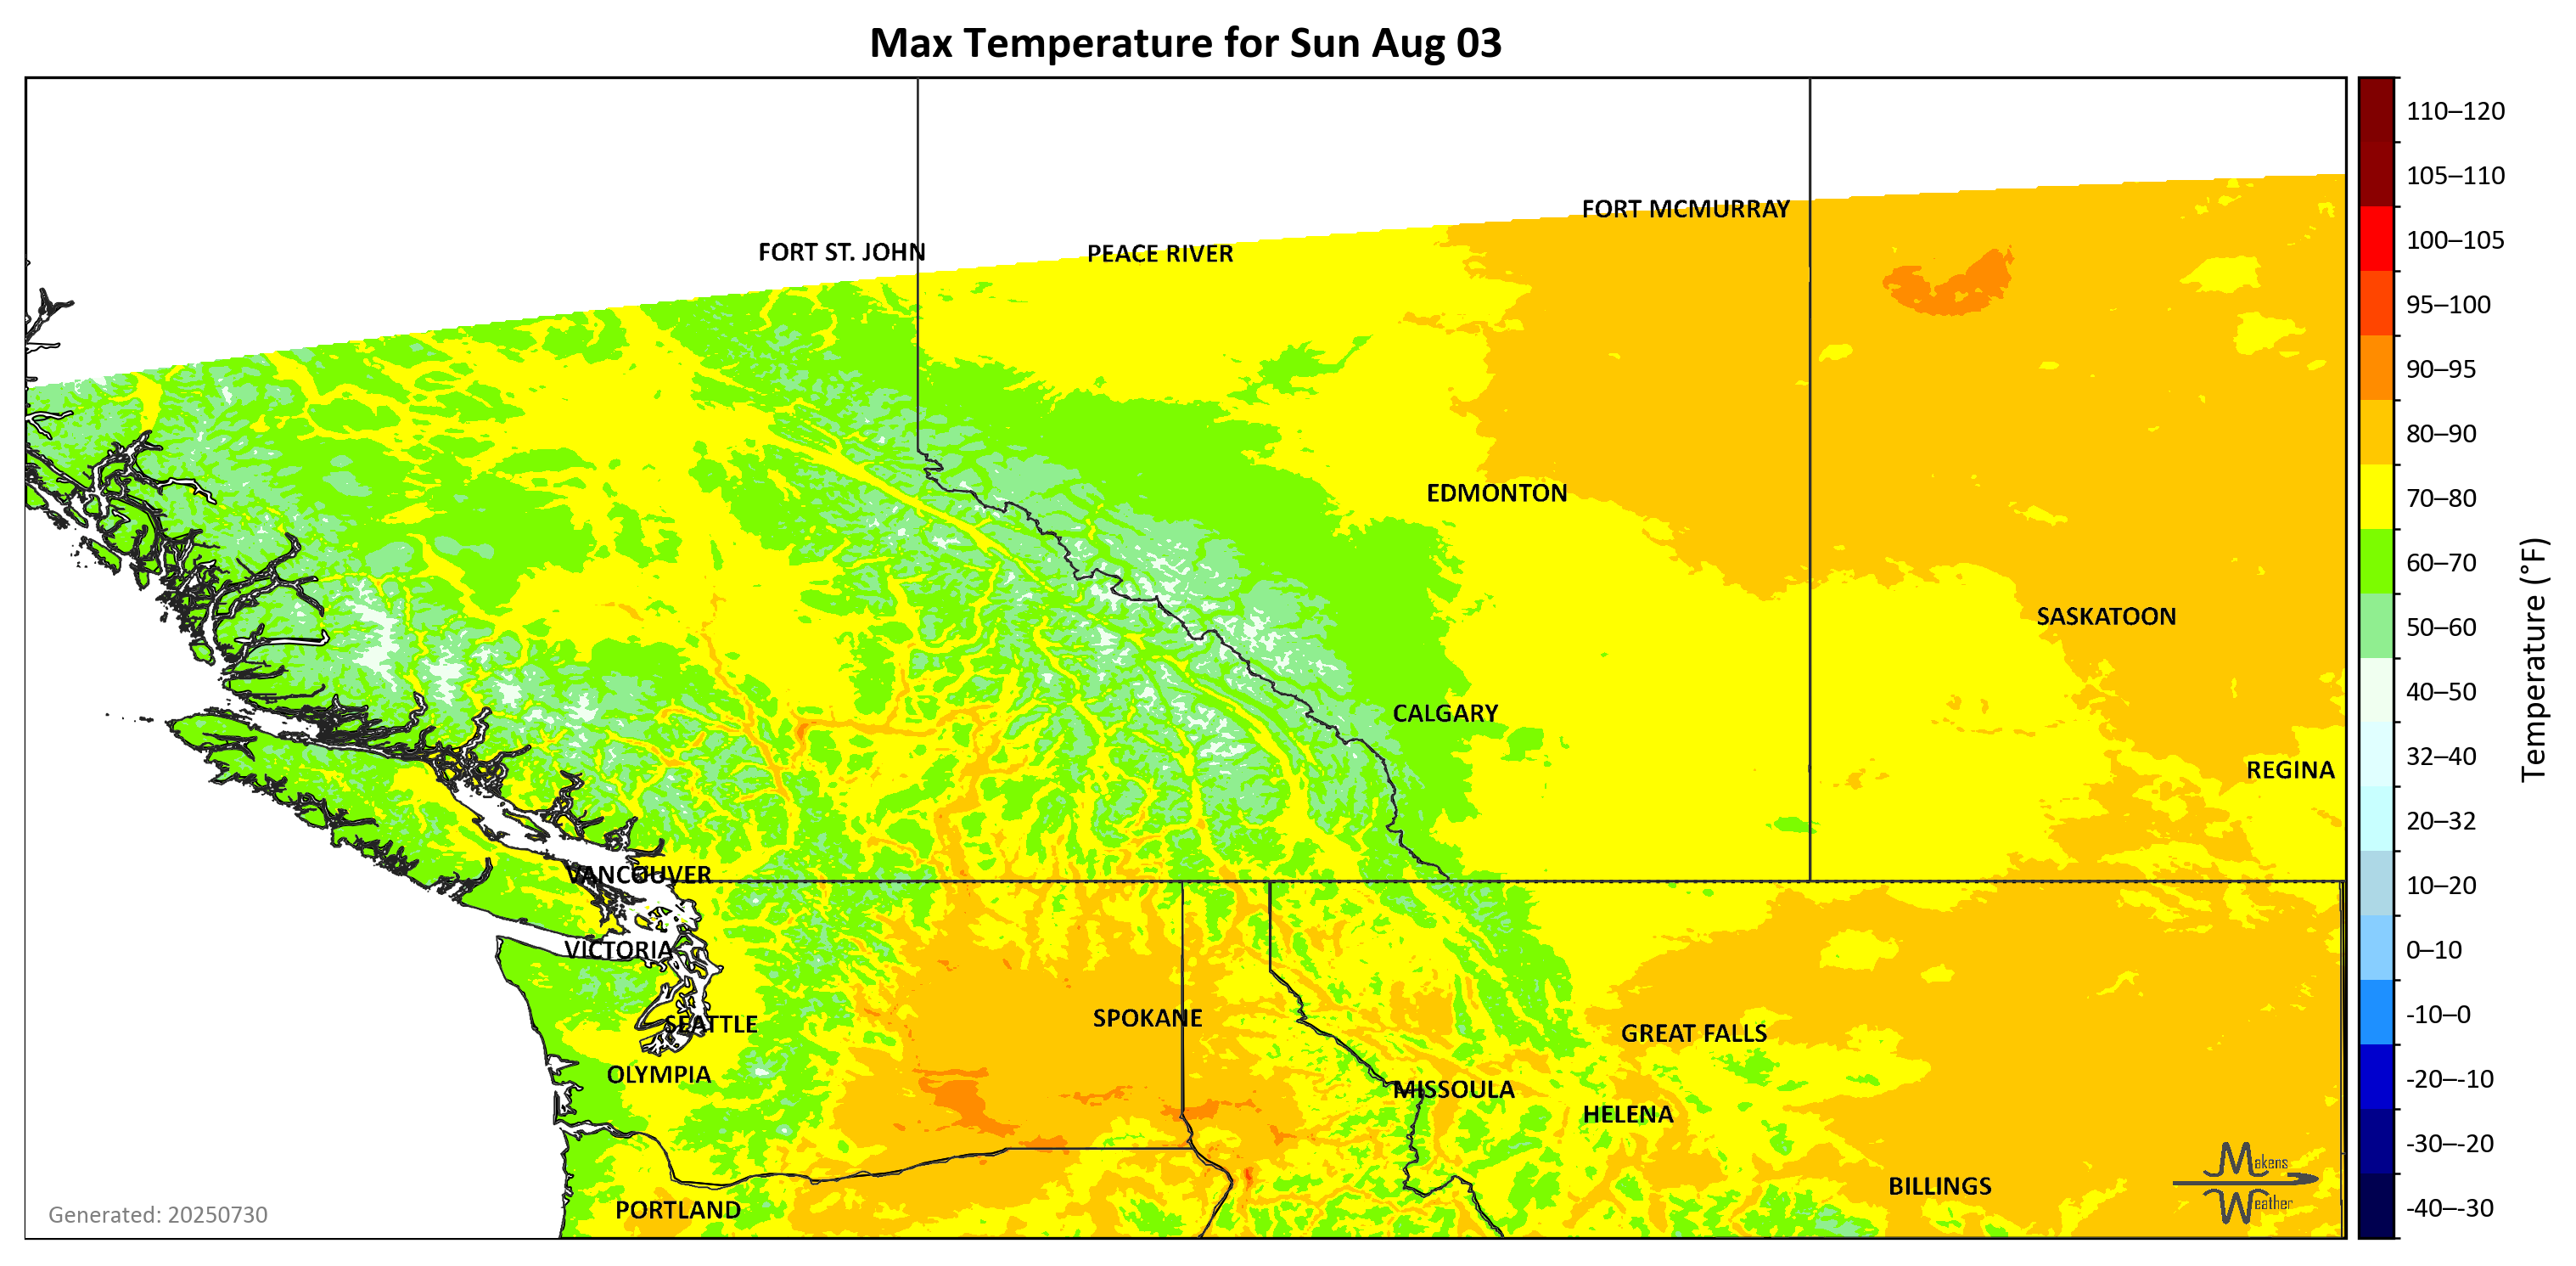 Max Temperature for Sun Aug 03
110–120
105–110
100–105
95–100
90–95
80–90
70–80
60–70
50–60
40–50
32–40
20–32
10–20
0–10
-10–0
-20–-10
-30–-20
-40–-30
Temperature (°F)
FORT MCMURRAY
FORT ST. JOHN
PEACE RIVER
EDMONTON
SASKATOON
CALGARY
REGINA
VANCOUVER
VICTORIA
SEATTLE
SPOKANE
GREAT FALLS
OLYMPIA
MISSOULA
HELENA
BILLINGS
PORTLAND
Makens
Weather
Generated: 20250730